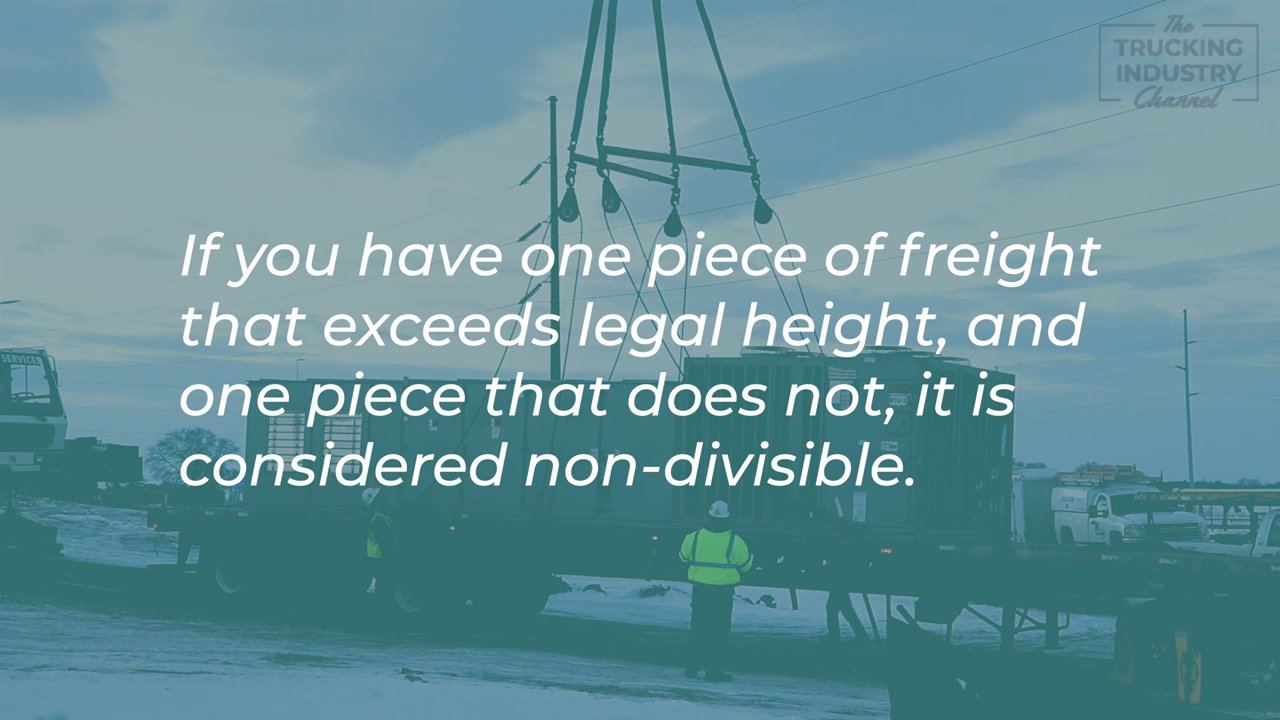 The
TRUCKING
INDUSTRY
Channel
If you have one piece of freight
that exceeds legal height, and
one piece that does not, it is
considered non-divisible.
SERVICES